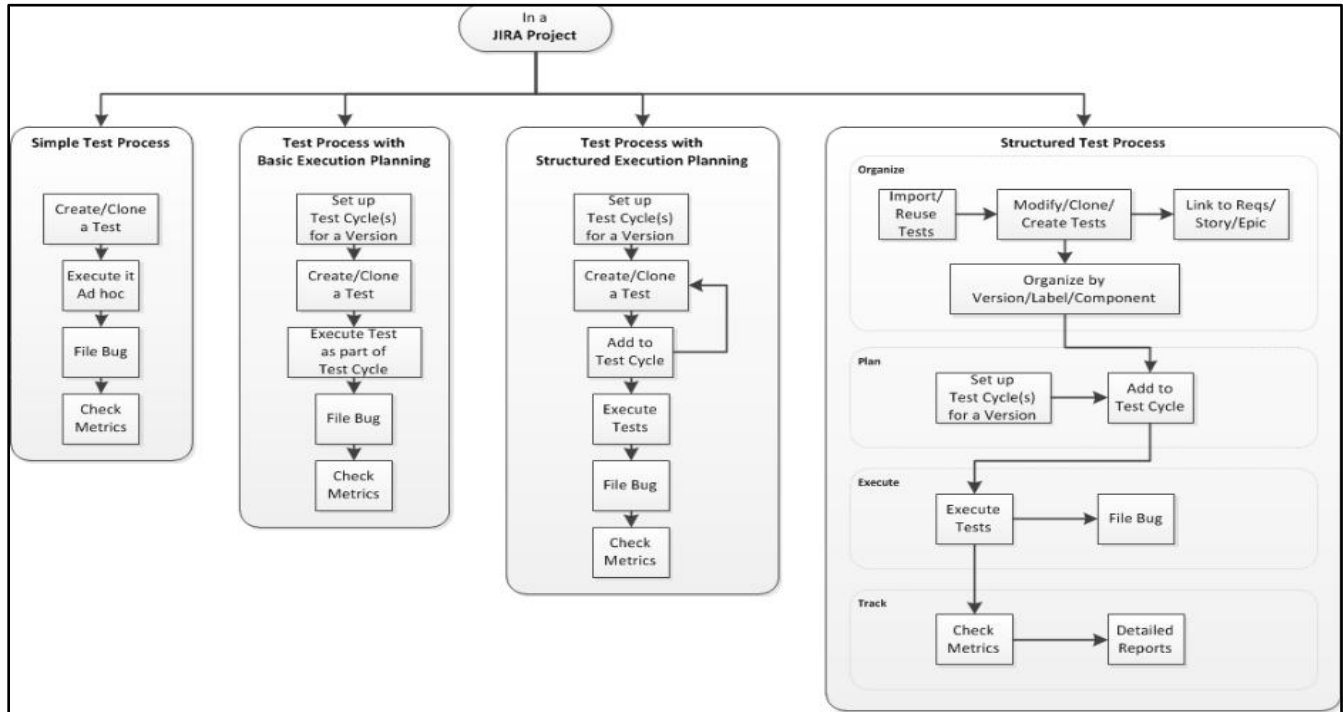 In a
JIRA Project
Simple Test Process
Create/Clone
a Test
Execute it
Ad hoc
File Bug
Check
Metrics
Test Process with
Basic Execution Planning
Set up
Test Cycle(s)
for a Version
Create/Clone
a Test
Execute Test
as part of
Test Cycle
File Bug
Check
Metrics
Test Process with
Structured Execution Planning
Set up
Test Cycle(s)
for a Version
Create/Clone
a Test
Add to
Test Cycle
Execute
Tests
File Bug
Check
Metrics
Structured Test Process
Organize
Import/
Reuse
Tests
Modify/Clone/
Create Tests
Link to Reqs/
Story/Epic
Organize by
Version/Label/Component
Plan
Set up
Test Cycle(s)
for a Version
Add to
Test Cycle
Execute
Execute
Tests
File Bug
Track
Check
Metrics
Detailed
Reports